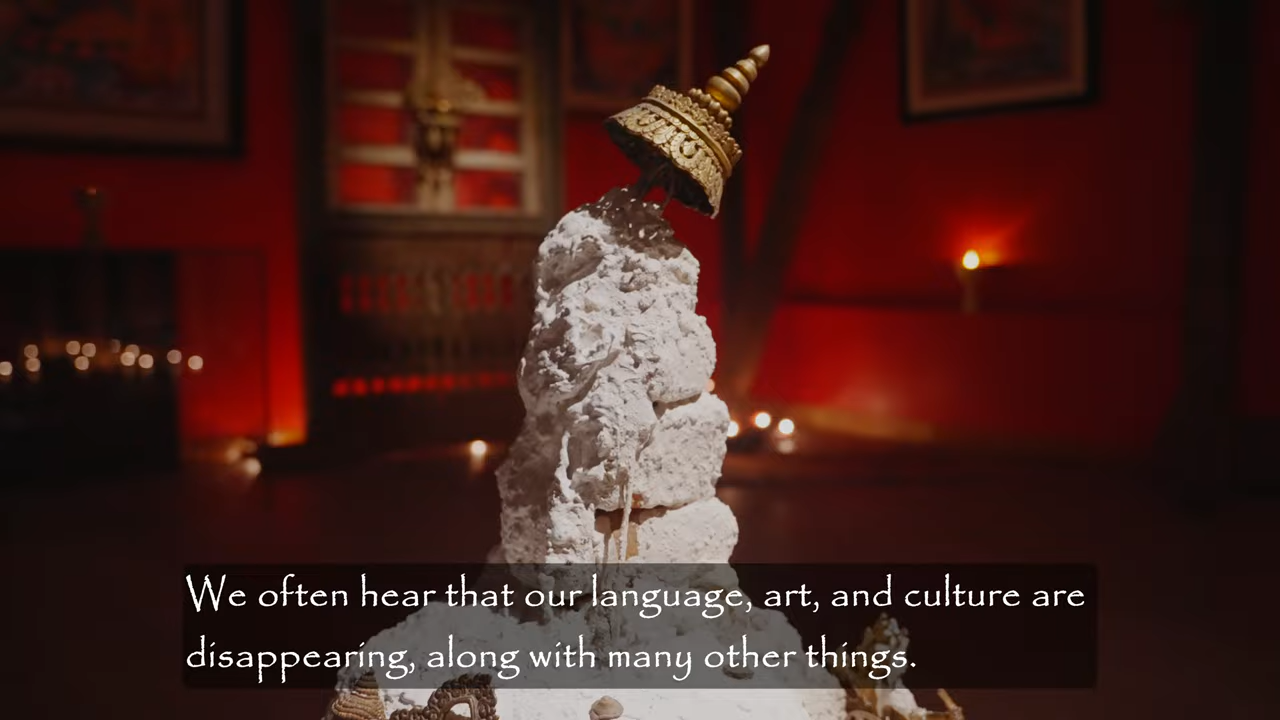 We often hear that our language, art, and culture are
disappearing, along with many other things.